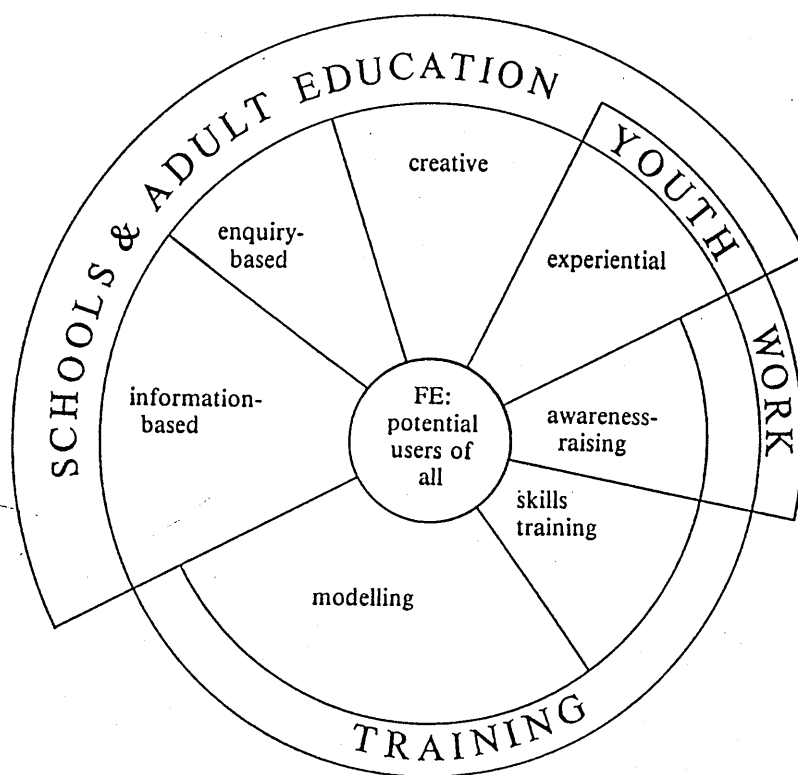 SCHOOLS & ADULT EDUCATION
YOUTH
WORK
creative
enquiry-
based
experiential
information-
based
FE:
potential
users of
all
awareness-
raising
skills
training
modelling
TRAINING